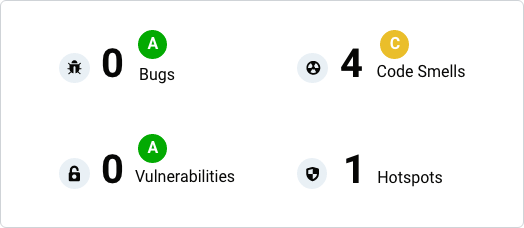 0 A Bugs
4 C Code Smells
0 A Vulnerabilities
1 Hotspots